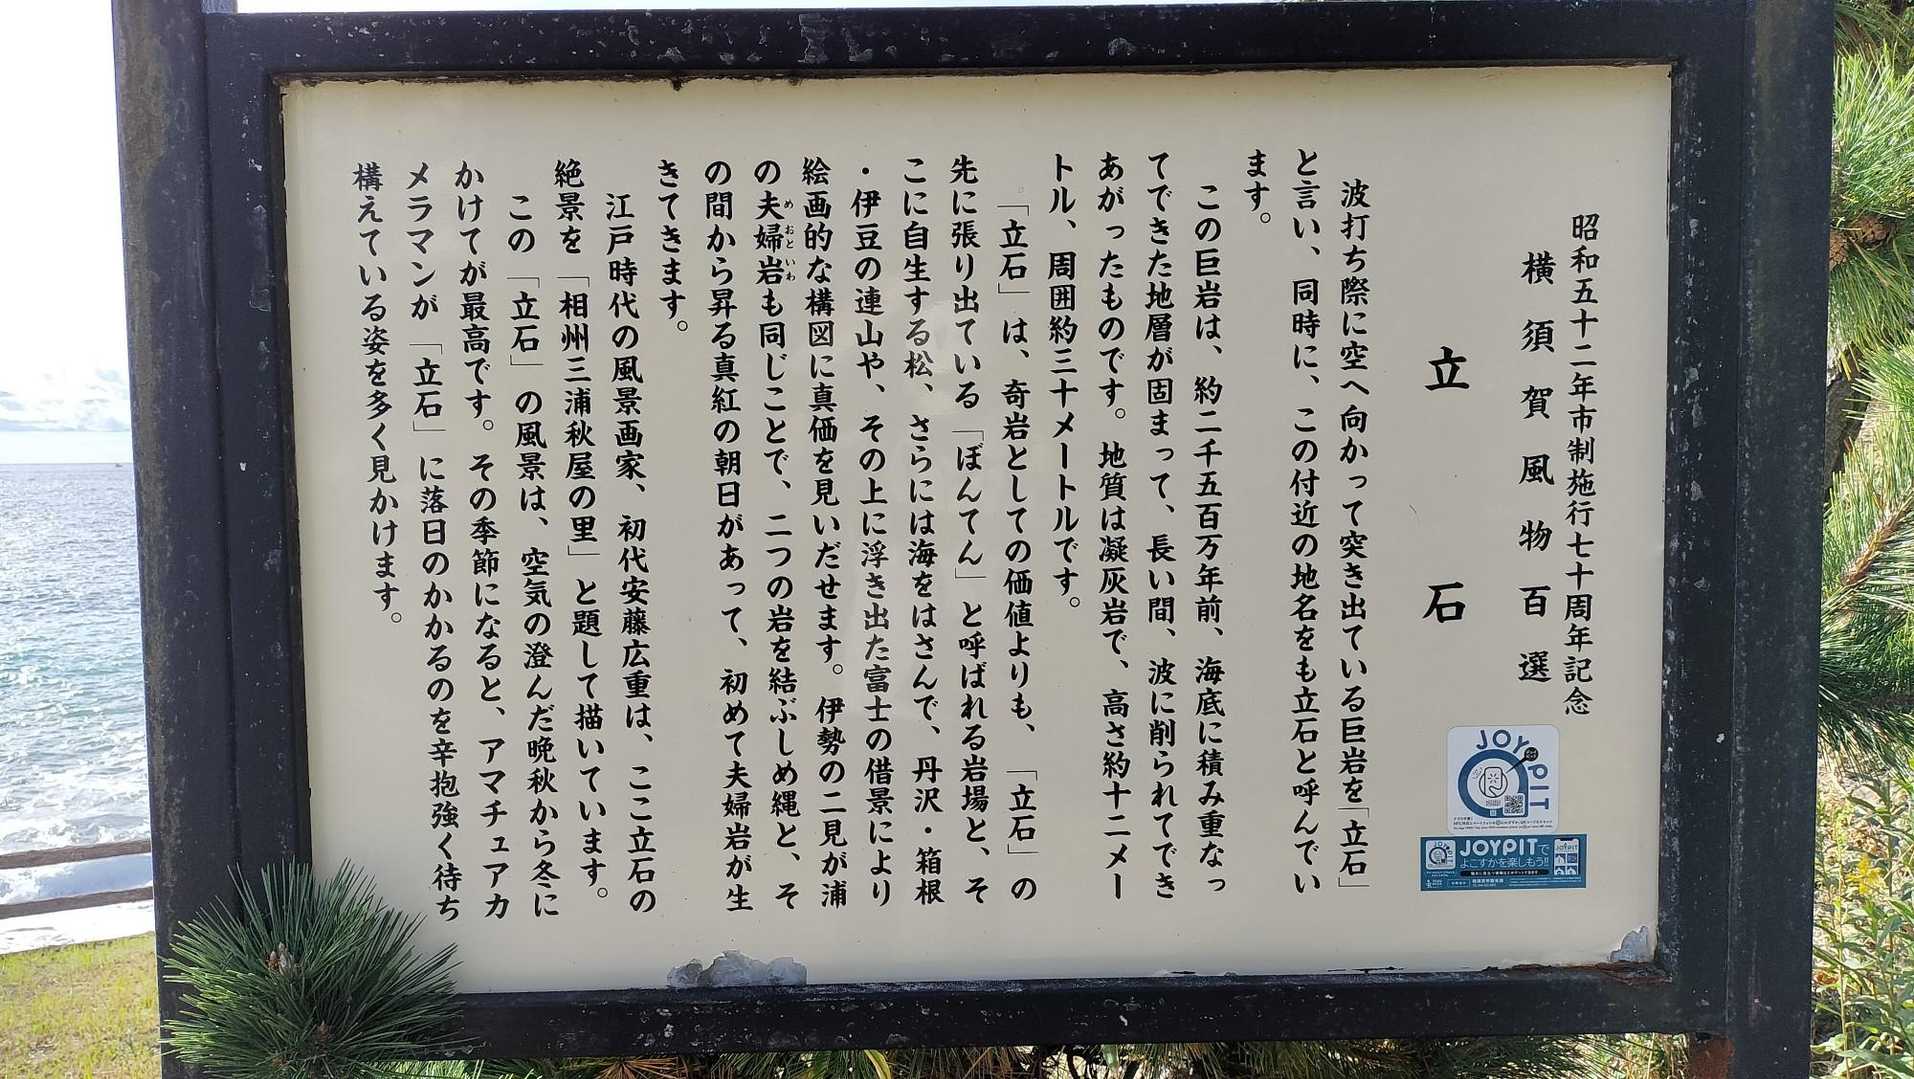 昭和五十二年市制施行七十周年記念
横須賀風物百選
立石
波打ち際に空へ向かって突き出ている巨岩を「立石」
と言い、同時に、この付近の地名をも立石と呼んでい
ます。
この巨岩は、約二千五百万年前、海底に積み重なっ
てできた地層が固まって、長い間、波に削られてでき
あがったものです。地質は凝灰岩で、高さ約十二メー
トル、周囲約三十メートルです。
「立石」は、奇岩としての価値よりも、「立石」の
先に張り出ている「ぼんてん」と呼ばれる岩場と、そ
こに自生する松、さらには海をはさんで、丹沢・箱根
・伊豆の連山や、その上に浮き出た富士の借景により
絵画的な構図に真価を見いだせます。伊勢の二見が浦
の夫婦岩も同じことで、二つの岩を結ぶしめ縄と、そ
めおといわ
の間から昇る真紅の朝日があって、初めて夫婦岩が生
きてきます。
江戸時代の風景画家、初代安藤広重は、ここ立石の
絶景を「相州三浦秋屋の里」と題して描いています。
この「立石」の風景は、空気の澄んだ晩秋から冬に
かけてが最高です。その季節になると、アマチュアカ
メラマンが「立石」に落日のかかるのを辛抱強く待ち
構えている姿を多く見かけます。
JOYPIT
JOYPITで
よこすかを楽しもう!!